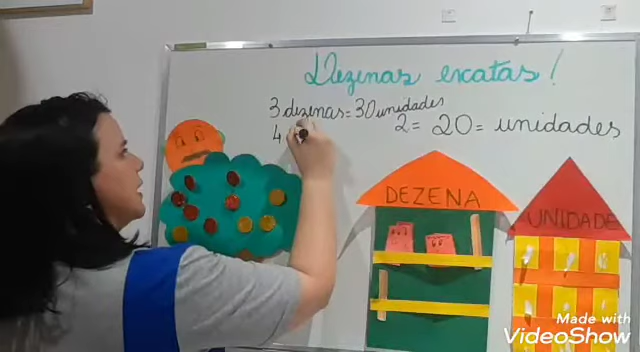 Dezenas exatas!
3 dezenas = 30 unidades
2 = 20 = unidades
4
DEZENA
UNIDADE
Made with
VideoShow